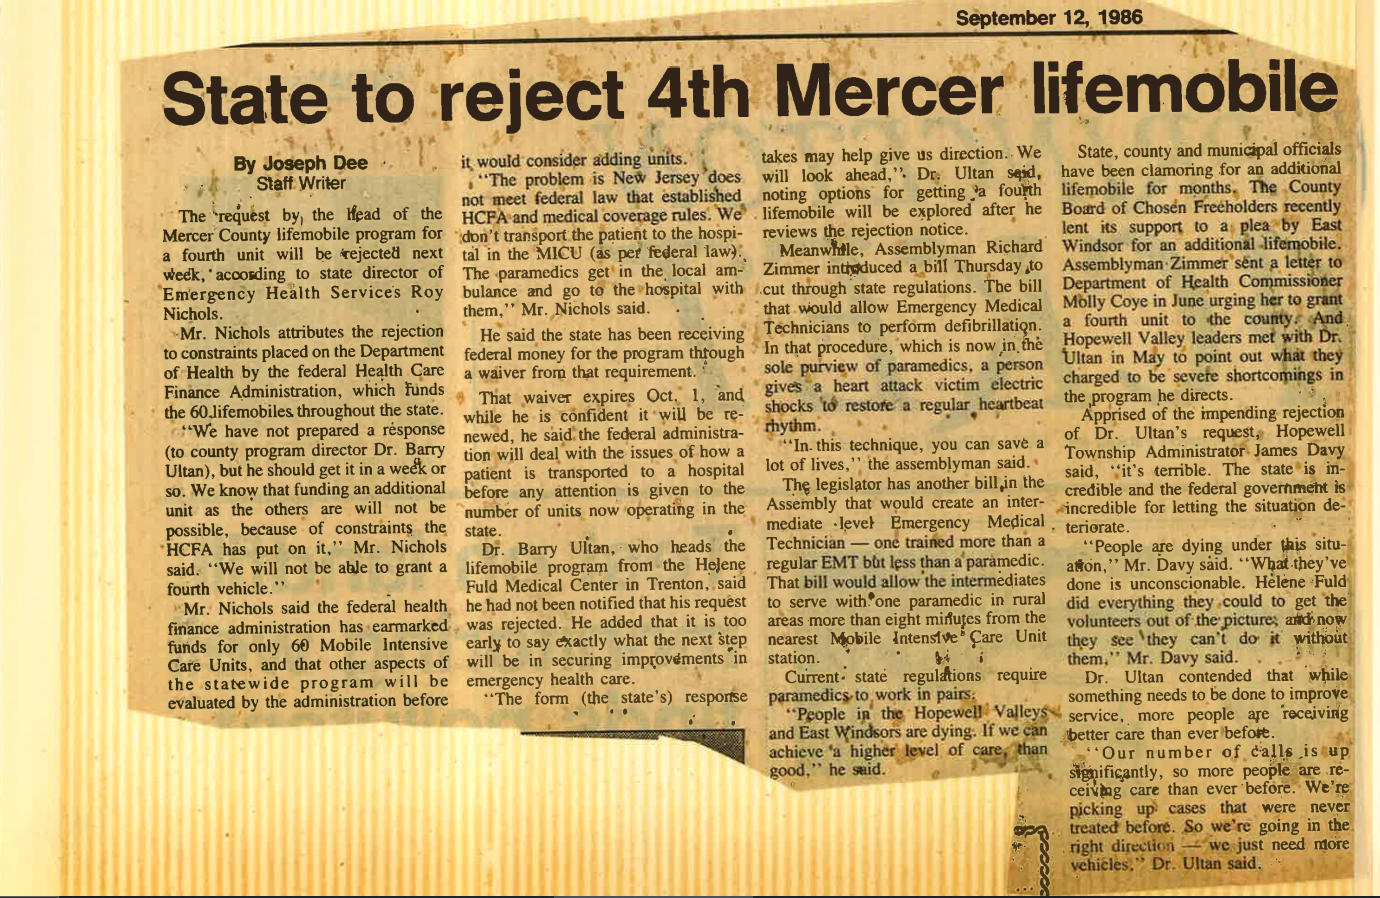 September 12, 1986
State to reject 4th Mercer lifemobile
By Joseph Dee
Staff Writer
The request by the head of the
Mercer County lifemobile program for
a fourth unit will be rejected next
week, according to state director of
Emergency Health Services Roy
Nichols.
Mr. Nichols attributes the rejection
to constraints placed on the Department
of Health by the federal Health Care
Finance Administration, which funds
the 60 lifemobiles throughout the state.
“We have not prepared a response
(to county program director Dr. Barry
Ultan), but he should get it in a week or
so. We know that funding an additional
unit as the others are will not be
possible, because of constraints the
HCFA has put on it,” Mr. Nichols
said. “We will not be able to grant a
fourth vehicle.”
Mr. Nichols said the federal health
finance administration has earmarked
funds for only 60 Mobile Intensive
Care Units, and that other aspects of
the statewide program will be
evaluated by the administration before
it would consider adding units.
“The problem is New Jersey does
not meet federal law that established
HCFA and medical coverage rules. We
don't transport the patient to the hospi-
tal in the MICU (as per federal law).
The paramedics get in the local am-
bulance and go to the hospital with
them,” Mr. Nichols said.
He said the state has been receiving
federal money for the program through
a waiver from that requirement.
That waiver expires Oct. 1, and
while he is confident it will be re-
newed, he said the federal administra-
tion will deal with the issues of how a
patient is transported to a hospital
before any attention is given to the
number of units now operating in the
state.
Dr. Barry Ultan, who heads the
lifemobile program from the Helene
Fuld Medical Center in Trenton, said
he had not been notified that his request
was rejected. He added that it is too
early to say exactly what the next step
will be in securing improvements in
emergency health care.
“The form (the state's) response
takes may help give us direction. We
will look ahead,” Dr. Ultan said,
noting options for getting a fourth
lifemobile will be explored after he
reviews the rejection notice.
Meanwhile, Assemblyman Richard
Zimmer introduced a bill Thursday to
cut through state regulations. The bill
that would allow Emergency Medical
Technicians to perform defibrillation.
In that procedure, which is now in the
sole purview of paramedics, a person
gives a heart attack victim electric
shocks to restore a regular heartbeat
rhythm.
“In this technique, you can save a
lot of lives,” the assemblyman said.
The legislator has another bill in the
Assembly that would create an inter-
mediate level Emergency Medical
Technician — one trained more than a
regular EMT but less than a paramedic.
That bill would allow the intermediates
to serve with one paramedic in rural
areas more than eight minutes from the
nearest Mobile Intensive Care Unit
station.
Current state regulations require
paramedics to work in pairs.
“People in the Hopewell Valleys
and East Windsors are dying. If we can
achieve a higher level of care, than
good,” he said.
State, county and municipal officials
have been clamoring for an additional
lifemobile for months. The County
Board of Chosen Freeholders recently
lent its support to a plea by East
Windsor for an additional lifemobile.
Assemblyman Zimmer sent a letter to
Department of Health Commissioner
Molly Coye in June urging her to grant
a fourth unit to the county. And
Hopewell Valley leaders met with Dr.
Ultan in May to point out what they
charged to be severe shortcomings in
the program he directs.
Apprised of the impending rejection
of Dr. Ultan's request, Hopewell
Township Administrator James Davy
said, “it's terrible. The state is in-
credible and the federal government is
incredible for letting the situation de-
teriorate.
“People are dying under this situ-
ation,” Mr. Davy said. “What they've
done is unconscionable. Helene Fuld
did everything they could to get the
volunteers out of the picture, and now
they see they can't do it without
them,” Mr. Davy said.
Dr. Ultan contended that while
something needs to be done to improve
service, more people are receiving
better care than ever before.
“Our number of calls is up
significantly, so more people are re-
ceiving care than ever before. We're
picking up cases that were never
treated before. So we're going in the
right direction — we just need more
vehicles,” Dr. Ultan said.